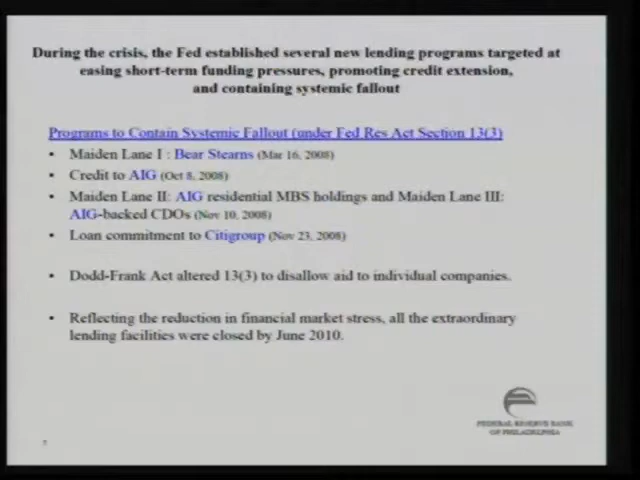 During the crisis, the Fed established several new lending programs targeted at
easing short-term funding pressures, promoting credit extension,
and containing systemic fallout
Programs to Contain Systemic Fallout (under Fed Res Act Section 13(3)
• Maiden Lane I : Bear Stearns (Mar 16, 2008)
• Credit to AIG (Oct 8, 2008)
• Maiden Lane II: AIG residential MBS holdings and Maiden Lane III:
AIG-backed CDOs (Nov 10, 2008)
• Loan commitment to Citigroup (Nov 23, 2008)
• Dodd-Frank Act altered 13(3) to disallow aid to individual companies.
• Reflecting the reduction in financial market stress, all the extraordinary
lending facilities were closed by June 2010.
FEDERAL RESERVE BANK
OF PHILADELPHIA